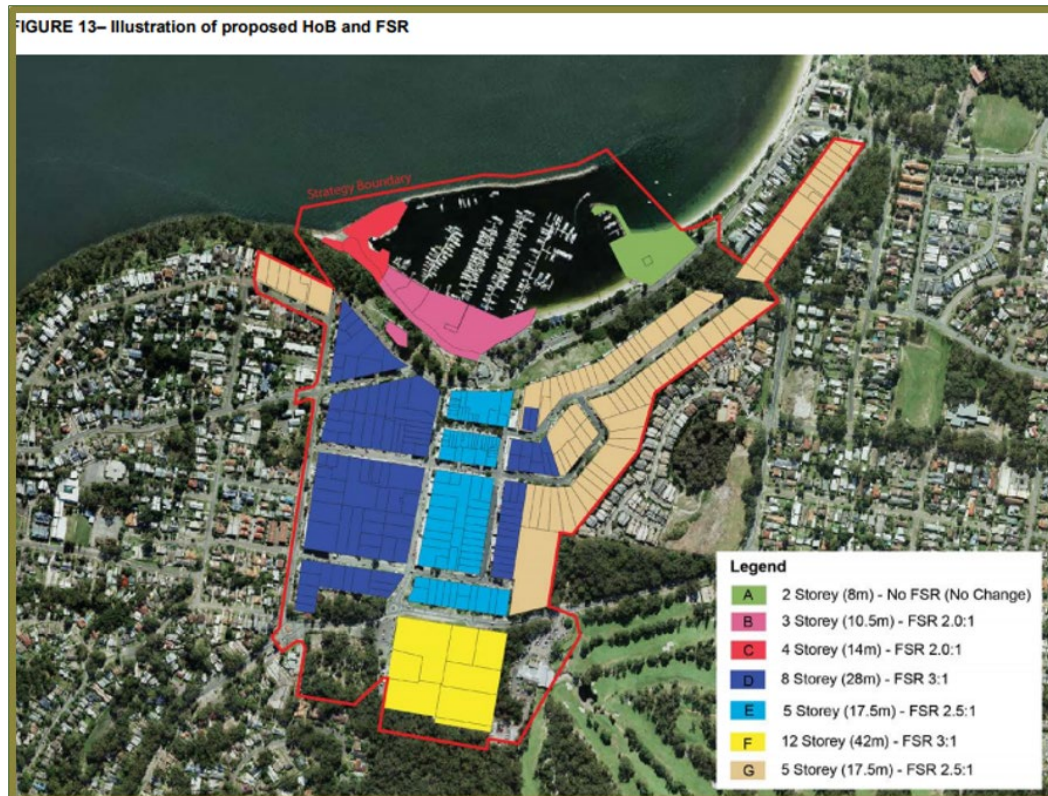 FIGURE 13– Illustration of proposed HoB and FSR
Strategy Boundary
Legend
A 2 Storey (8m) - No FSR (No Change)
B 3 Storey (10.5m) - FSR 2.0:1
C 4 Storey (14m) - FSR 2.0:1
D 8 Storey (28m) - FSR 3:1
E 5 Storey (17.5m) - FSR 2.5:1
F 12 Storey (42m) - FSR 3:1
G 5 Storey (17.5m) - FSR 2.5:1